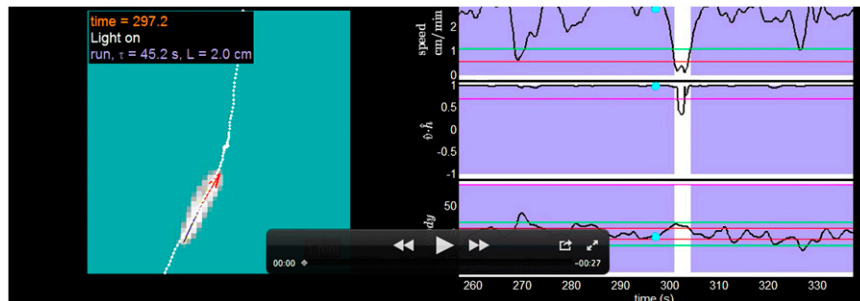 time = 297.2
Light on
run, τ = 45.2 s, L = 2.0 cm
speed
cm/min
2
1
0
v̂·ĥ
1
0.5
0
-0.5
-1
50
00:00
-00:27
260
270
280
290
300
310
320
330
time (s)